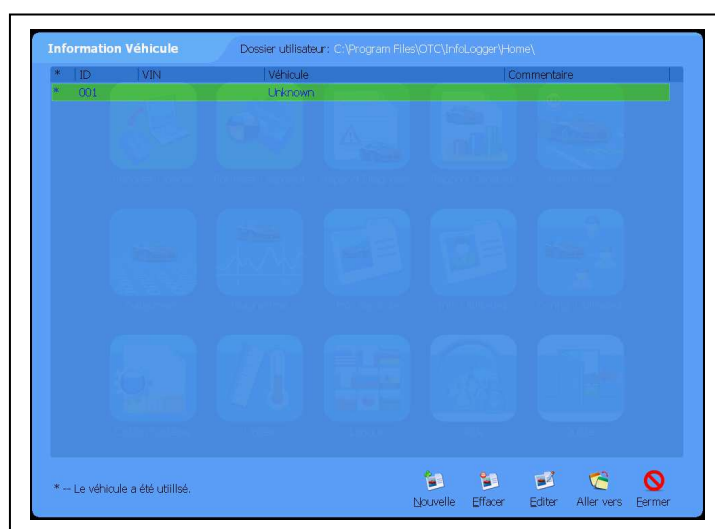 Information Véhicule Dossier utilisateur: C:\Program Files\OTC\InfoLogger\Home\
* ID VIN Véhicule Commentaire
* 001 Unknown
* -- Le véhicule a été utiillsé.
Nouvelle Effacer Editer Aller vers Fermer